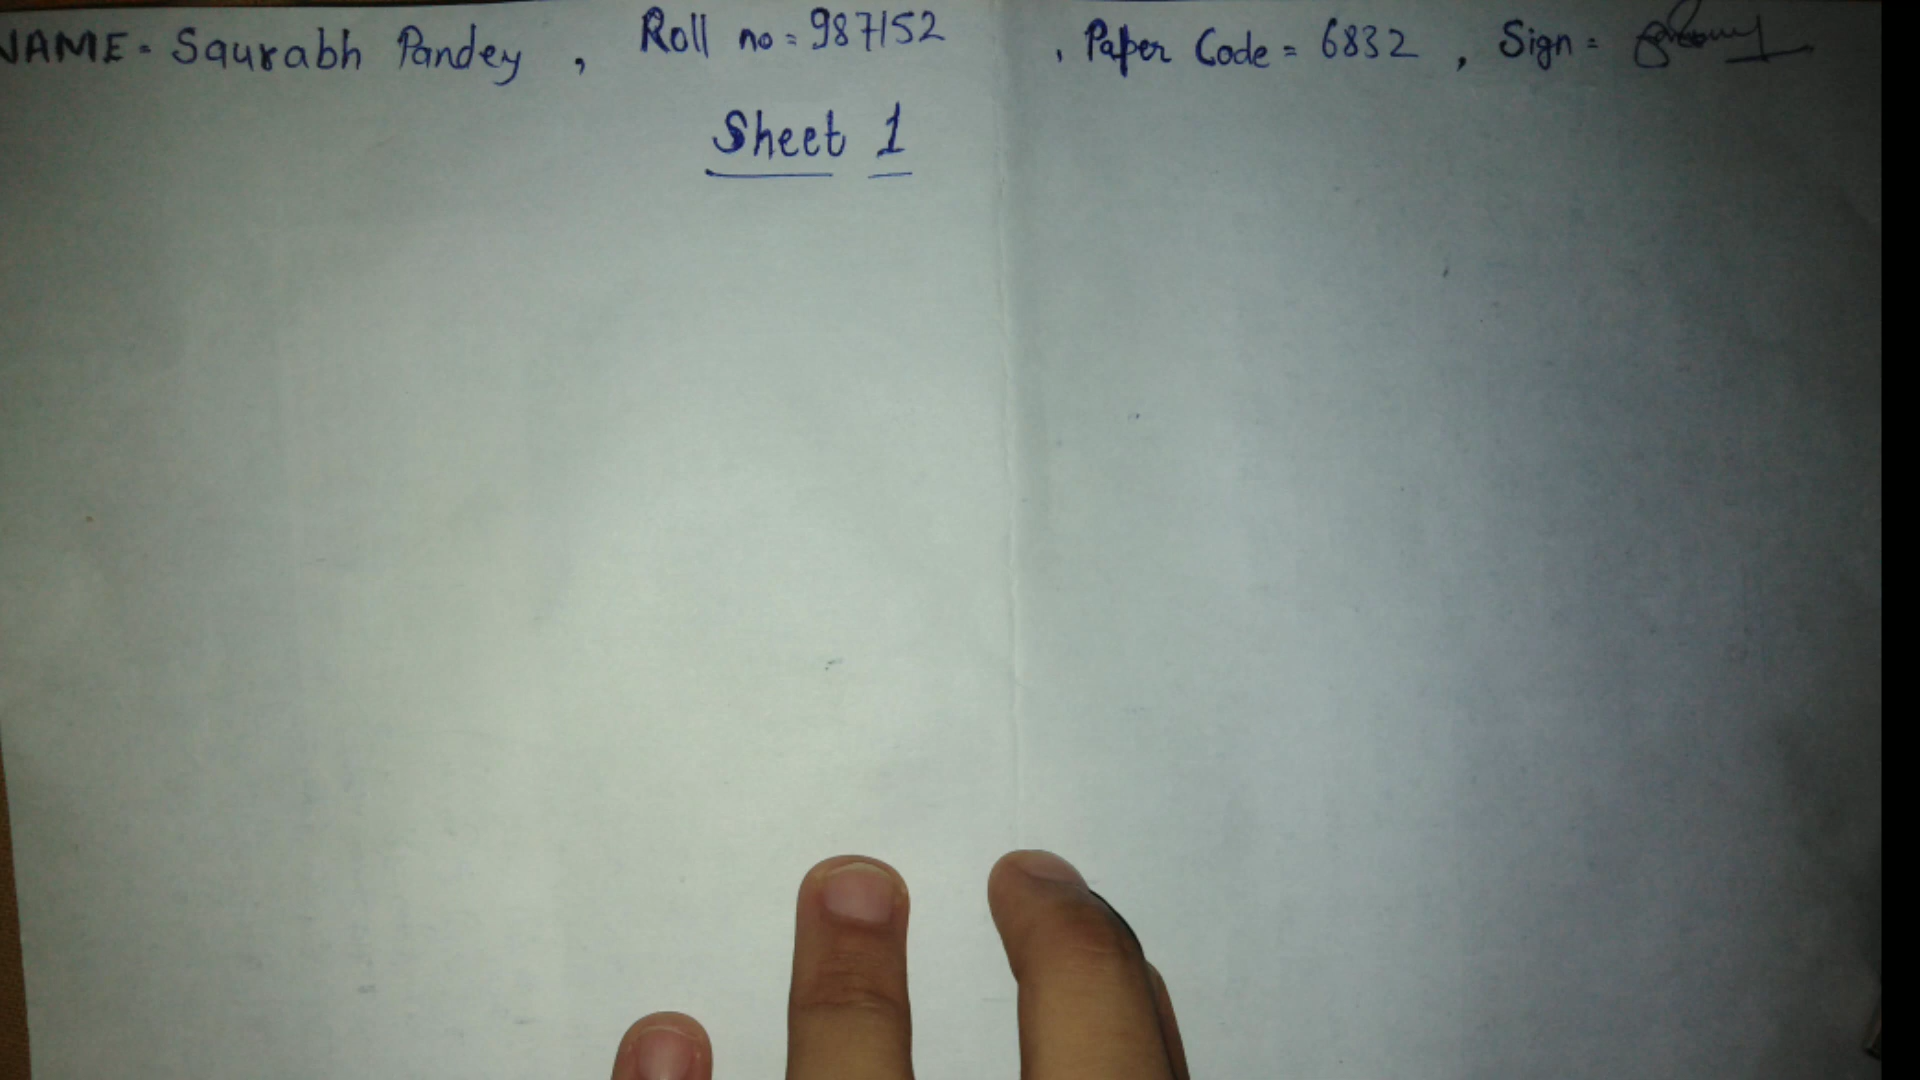 NAME - Saurabh Pandey , Roll no = 987152 , Paper Code = 6832 , Sign =
Sheet 1